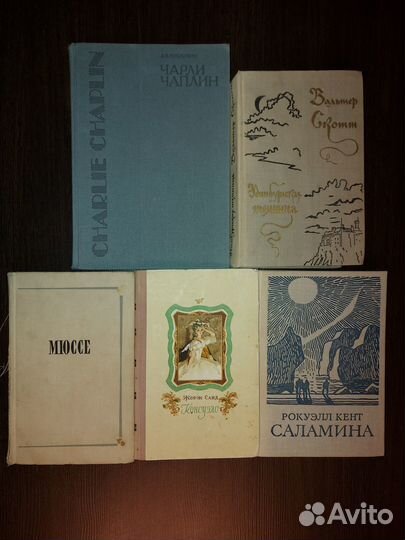 CHARLIE CHAPLIN
ЧАРЛИ
ЧАПЛИН
Вальтер
Скотт
Эдинбургская
темница
МЮССЕ
Жорж Санд
Консуэло
РОКУЭЛЛ КЕНТ
САЛАМИНА
Avito